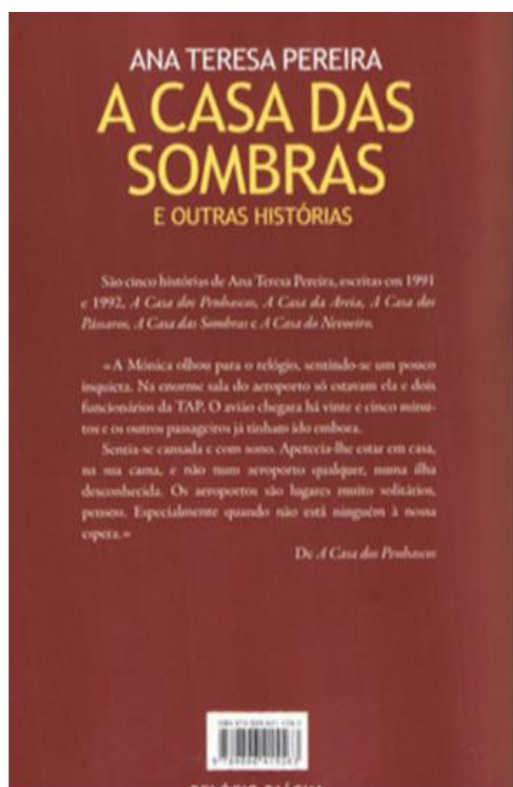 ANA TERESA PEREIRA
A CASA DAS
SOMBRAS
E OUTRAS HISTÓRIAS
São cinco histórias de Ana Teresa Pereira, escritas em 1991
e 1992, A Casa dos Penhascos, A Casa da Areia, A Casa dos
Pássaros, A Casa das Sombras e A Casa do Nevoeiro.
«A Mónica olhou para o relógio, sentindo-se um pouco
inquieta. Na enorme sala do aeroporto só estavam ela e dois
funcionários da TAP. O avião chegara há vinte e cinco minu-
tos e os outros passageiros já tinham ido embora.
Sentia-se cansada e com sono. Apetecia-lhe estar em casa,
na sua cama, e não num aeroporto qualquer, numa ilha
desconhecida. Os aeroportos são lugares muito solitários,
pensou. Especialmente quando não está ninguém à nossa
espera.»
De A Casa dos Penhascos